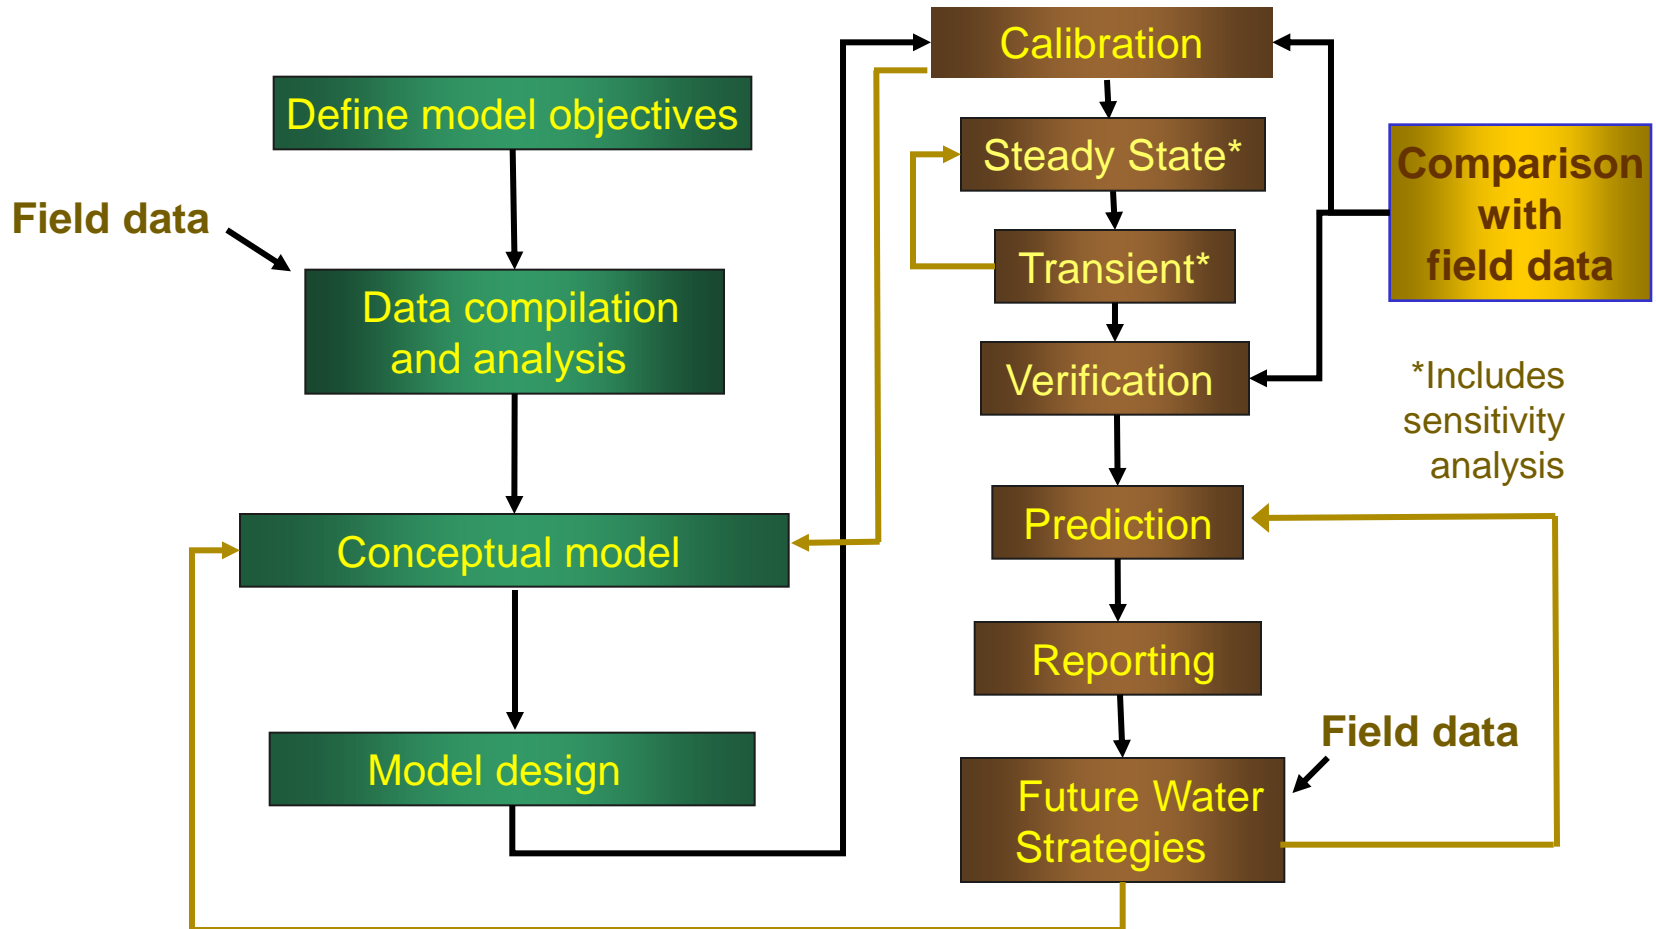 Define model objectives
Field data
Data compilation
and analysis
Conceptual model
Model design
Calibration
Steady State*
Transient*
Verification
Prediction
Reporting
Future Water
Strategies
Comparison
with
field data
*Includes
sensitivity
analysis
Field data